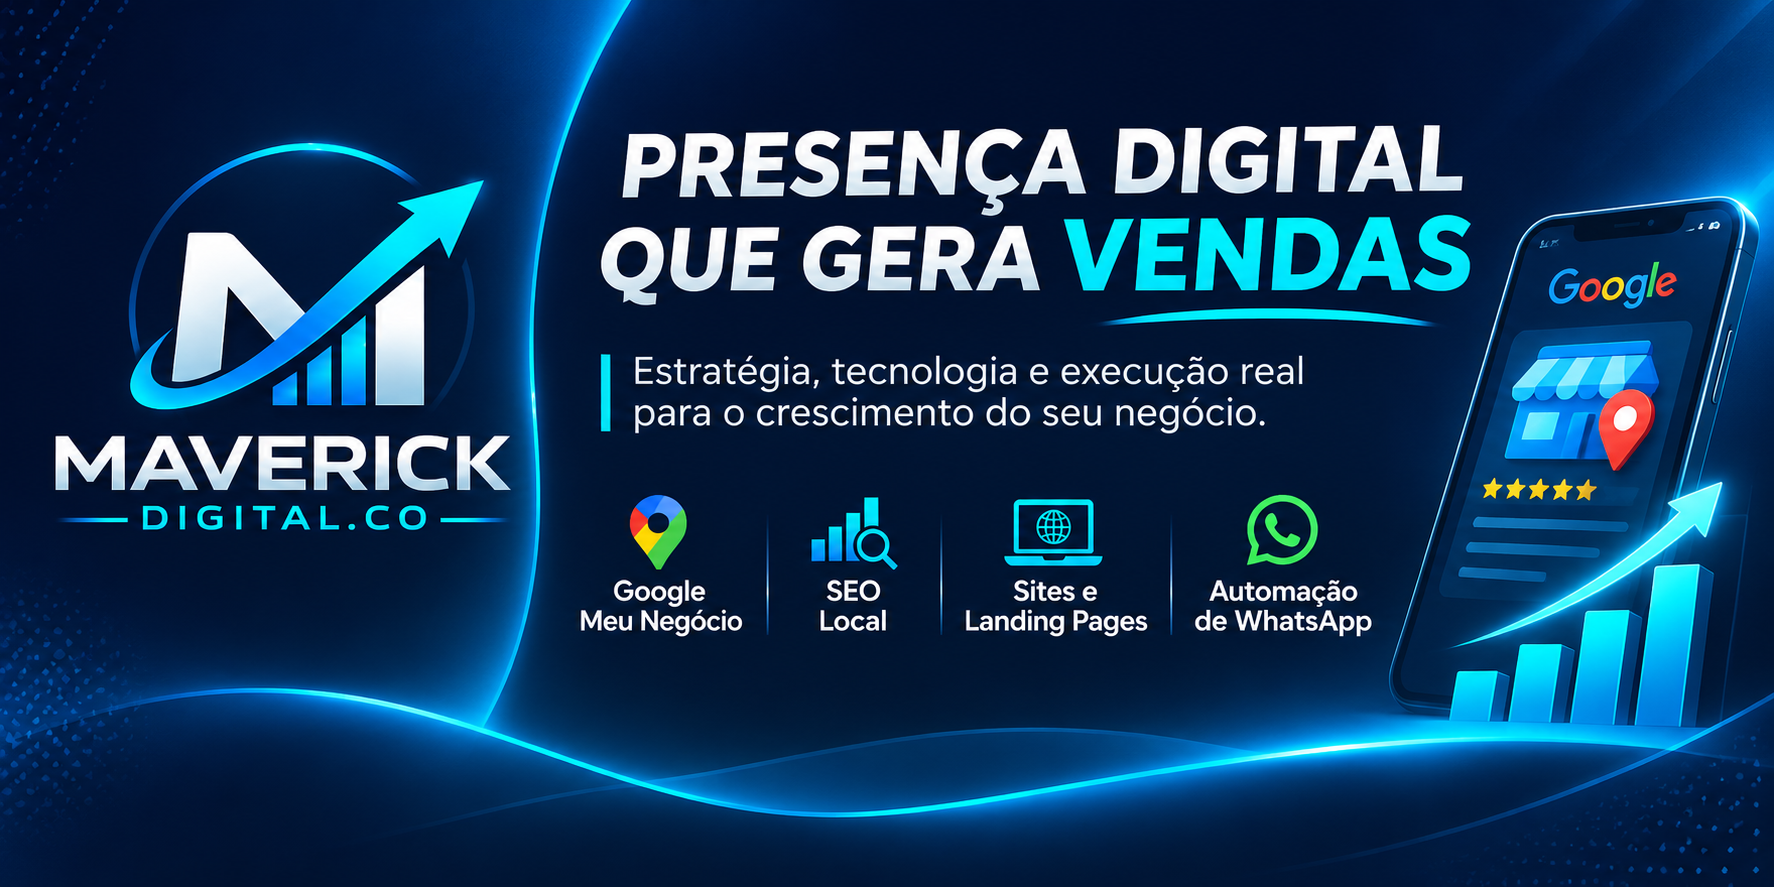 MAVERICK
DIGITAL.CO
PRESENÇA DIGITAL
QUE GERA VENDAS
Estratégia, tecnologia e execução real
para o crescimento do seu negócio.
Google
Meu Negócio
SEO
Local
Sites e
Landing Pages
Automação
de WhatsApp
Google